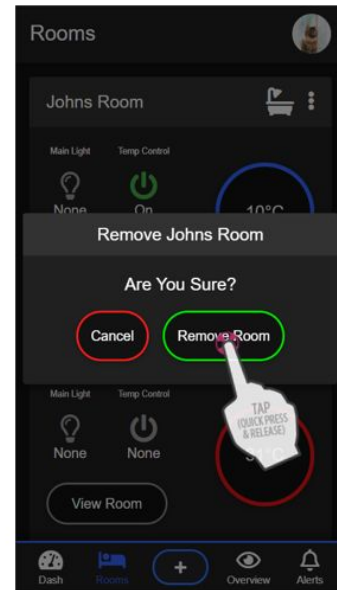 Rooms
Johns Room
Main Light Temp Control
None On 10°C
Remove Johns Room
Are You Sure?
Cancel Remove Room
TAP
(QUICK PRESS
& RELEASE)
Main Light Temp Control
None None
View Room
Dash Rooms + Overview Alerts